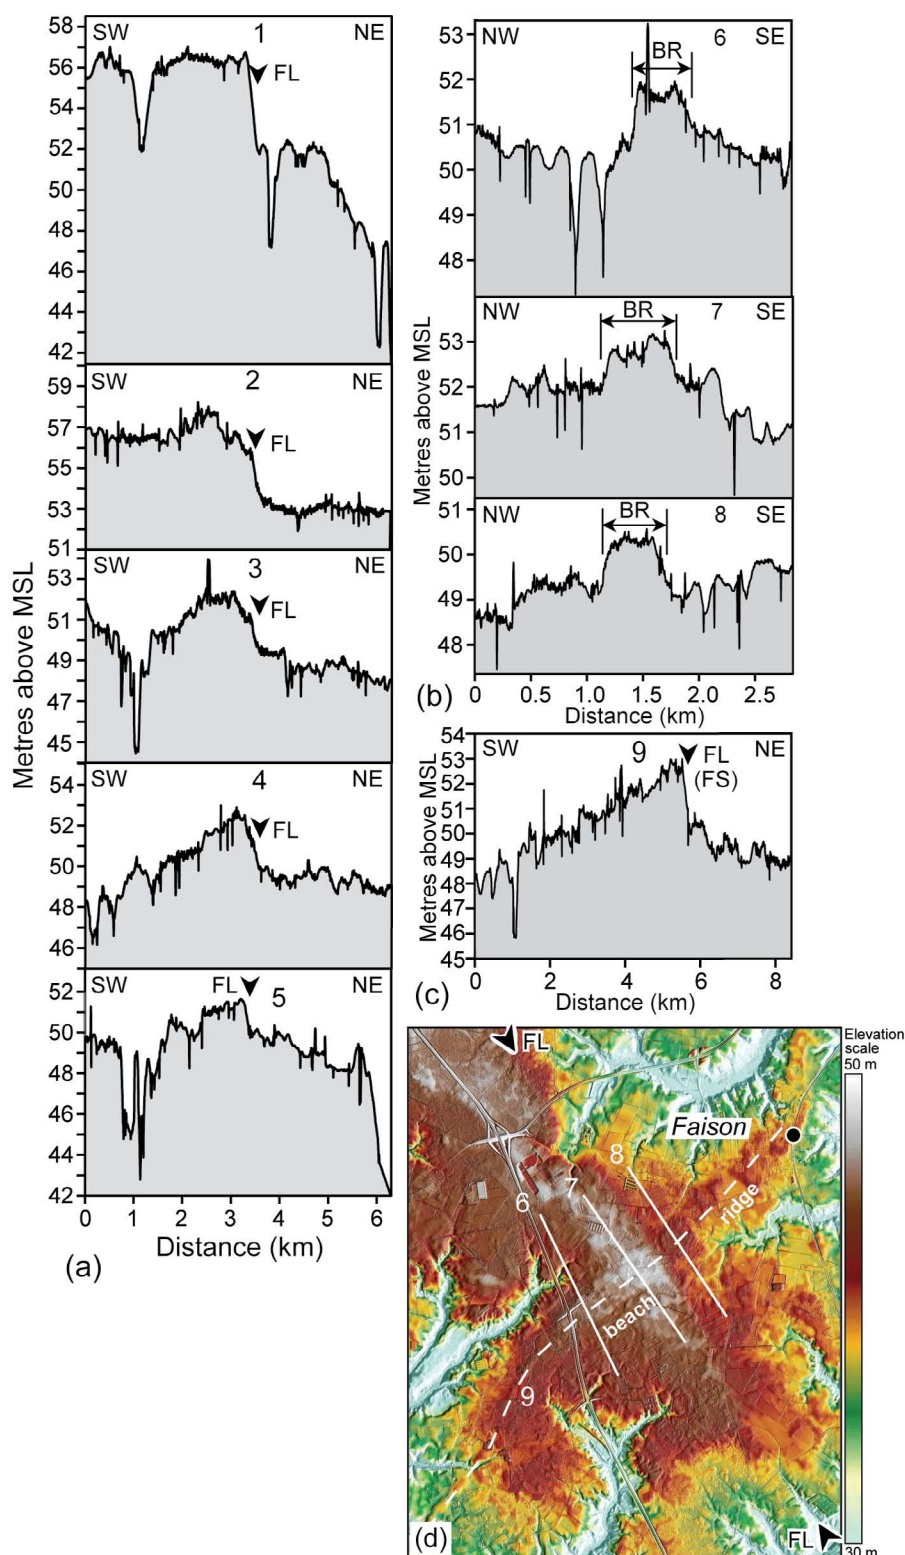 SW 1 NE
FL
58
56
56
52
50
48
46
43
42
SW 2 NE
FL
59
57
55
53
51
SW 3 NE
FL
52
51
49
48
44
SW 4 NE
FL
54
52
50
48
46
SW FL 5 NE
52
50
48
46
44
42
0 1 2 3 4 5 6
Distance (km)
Metres above MSL
(a)
NW BR 6 SE
53
52
51
50
49
48
NW BR 7 SE
53
52
51
50
NW BR 8 SE
51
50
49
48
0 0.5 1.0 1.5 2.0 2.5
Distance (km)
Metres above MSL
(b)
SW 9 FL NE
(FS)
54
53
52
51
50
49
48
47
46
45
0 2 4 6 8
Distance (km)
Metres above MSL
(c)
FL
Faison
8
7
6
ridge
beach
9
FL
(d)
Elevation
scale
50 m
30 m